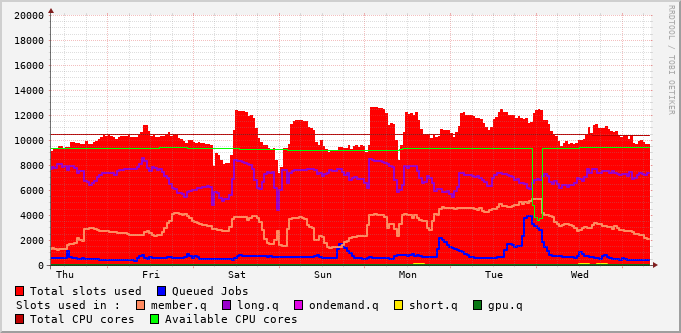 20000
18000
16000
14000
12000
10000
8000
6000
4000
2000
0
Thu Fri Sat Sun Mon Tue Wed
RRDTOOL / TOBI OETIKER
Total slots used Queued Jobs
Slots used in : member.q long.q ondemand.q short.q gpu.q
Total CPU cores Available CPU cores